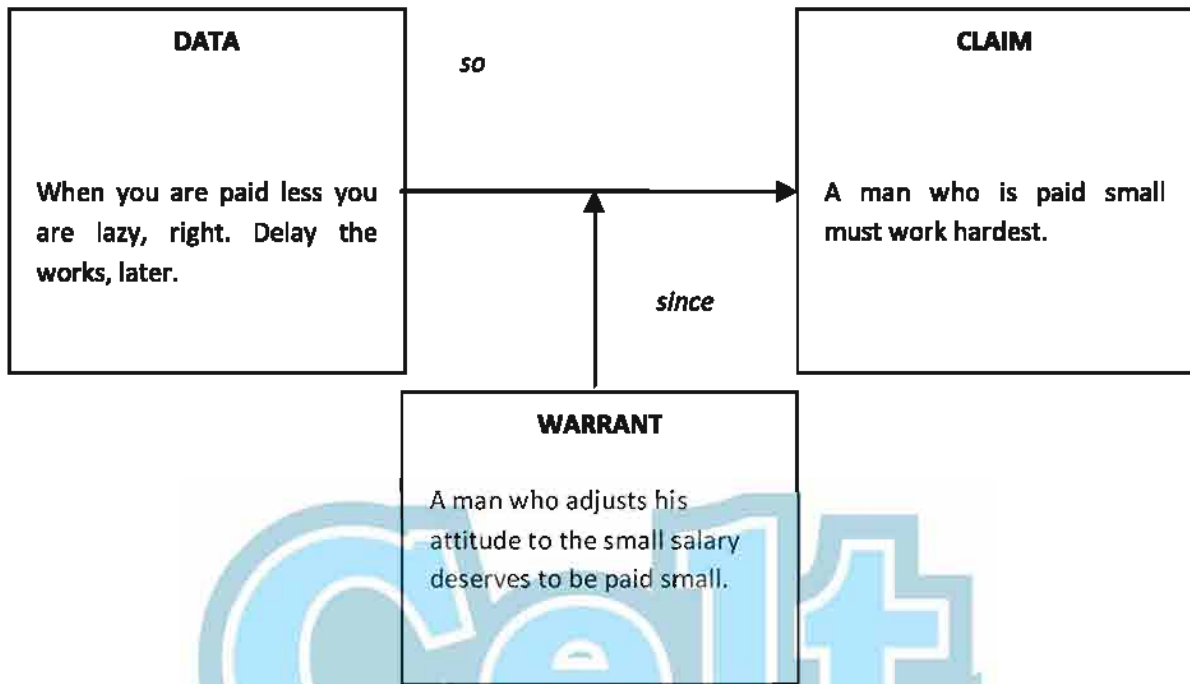 DATA
When you are paid less you
are lazy, right. Delay the
works, later.
so
CLAIM
A man who is paid small
must work hardest.
since
WARRANT
A man who adjusts his
attitude to the small salary
deserves to be paid small.
Celt